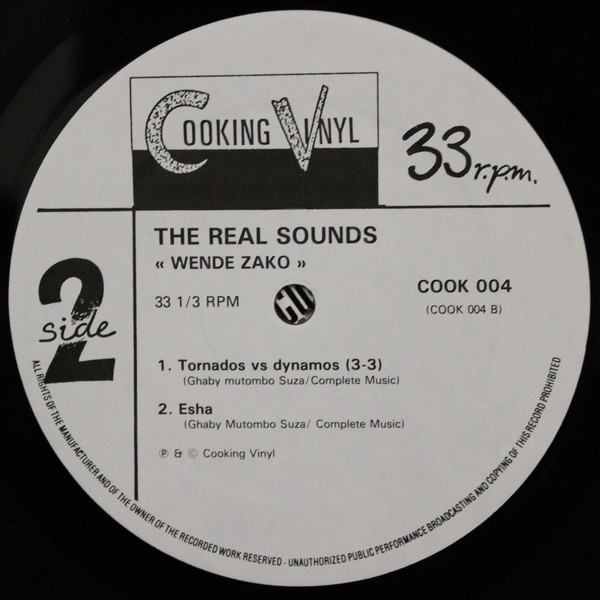 COOKING VINYL
33 r.p.m.
THE REAL SOUNDS
« WENDE ZAKO »
33 1/3 RPM
COOK 004
(COOK 004 B)
side 2
1. Tornados vs dynamos (3-3)
(Ghaby mutombo Suza/Complete Music)
2. Esha
(Ghaby Mutombo Suza/ Complete Music)
℗ & © Cooking Vinyl
ALL RIGHTS OF THE MANUFACTURER AND OF THE OWNER OF THE RECORDED WORK RESERVED - UNAUTHORIZED PUBLIC PERFORMANCE BROADCASTING AND COPYING OF THIS RECORD PROHIBITED